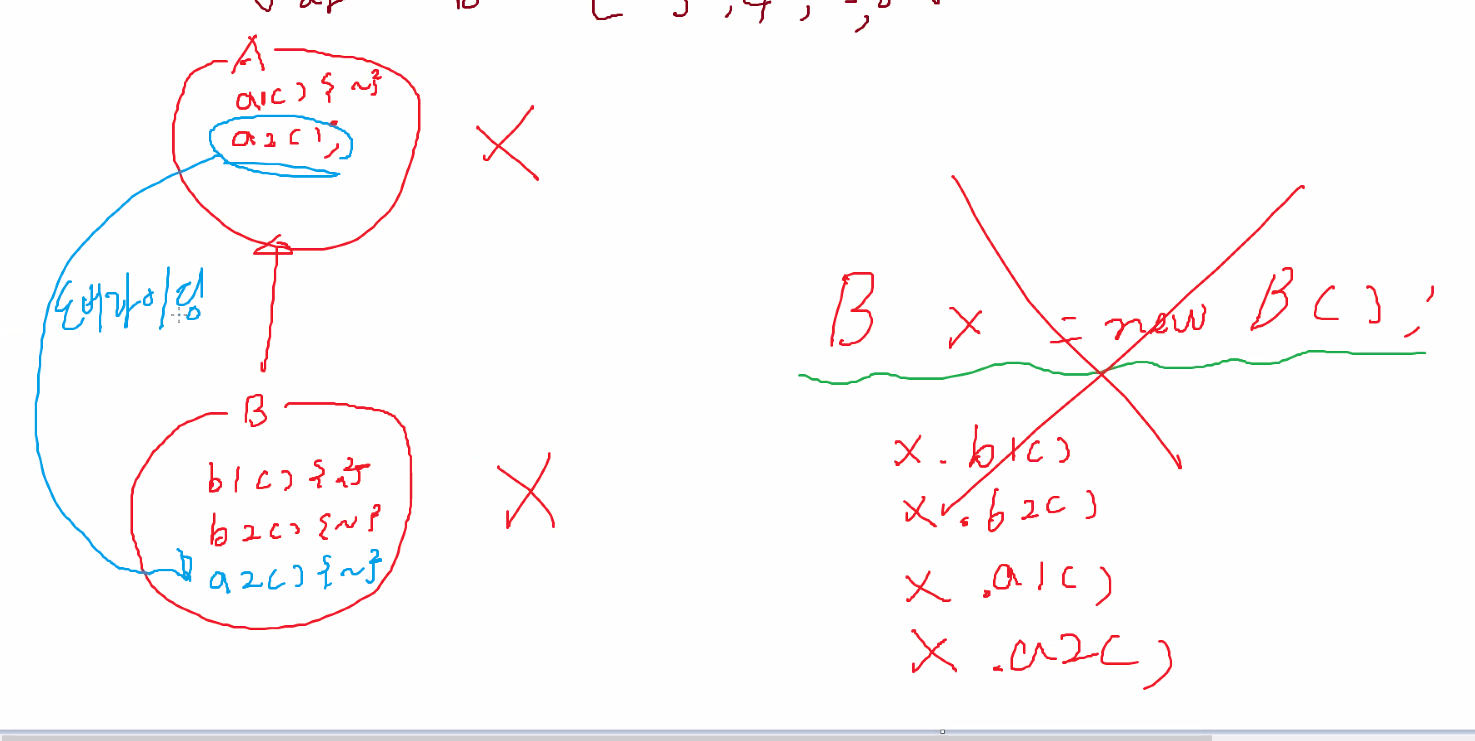 A
a1() {~}
a2();
오버라이딩
B
b1() {~}
b2() {~}
a2() {~}
X
X
B x = new B();
x.b1()
x.b2()
x.a1()
x.a2()